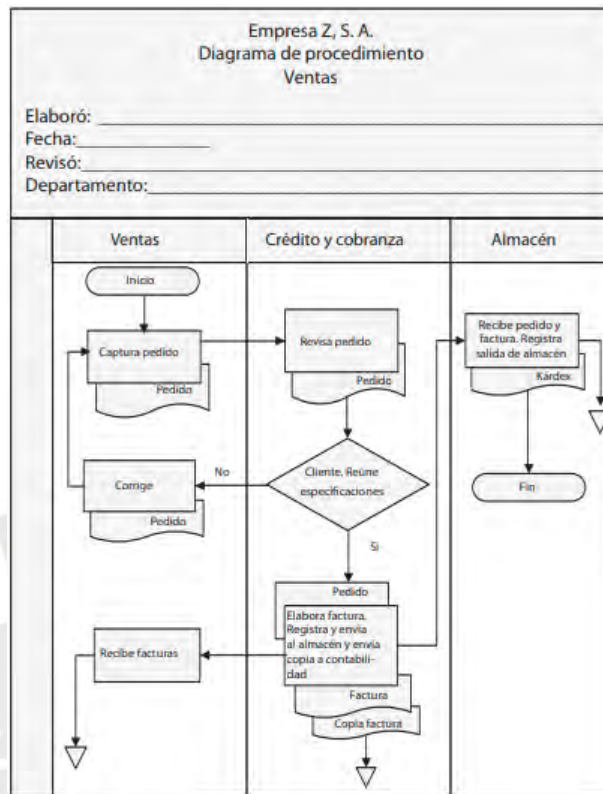 Empresa Z, S. A.
Diagrama de procedimiento
Ventas
Elaboró:
Fecha:
Revisó:
Departamento:
Ventas
Crédito y cobranza
Almacén
Inicio
Captura pedido
Pedido
Revisa pedido
Pedido
Recibe pedido y
factura. Registra
salida de almacén
Kárdex
Corrige
Pedido
No
Cliente, Reúne
especificaciones
Fin
Si
Pedido
Elabora factura,
Registra y envia
al almacén y envia
copia a contabili-
dad
Factura
Copia factura
Recibe facturas